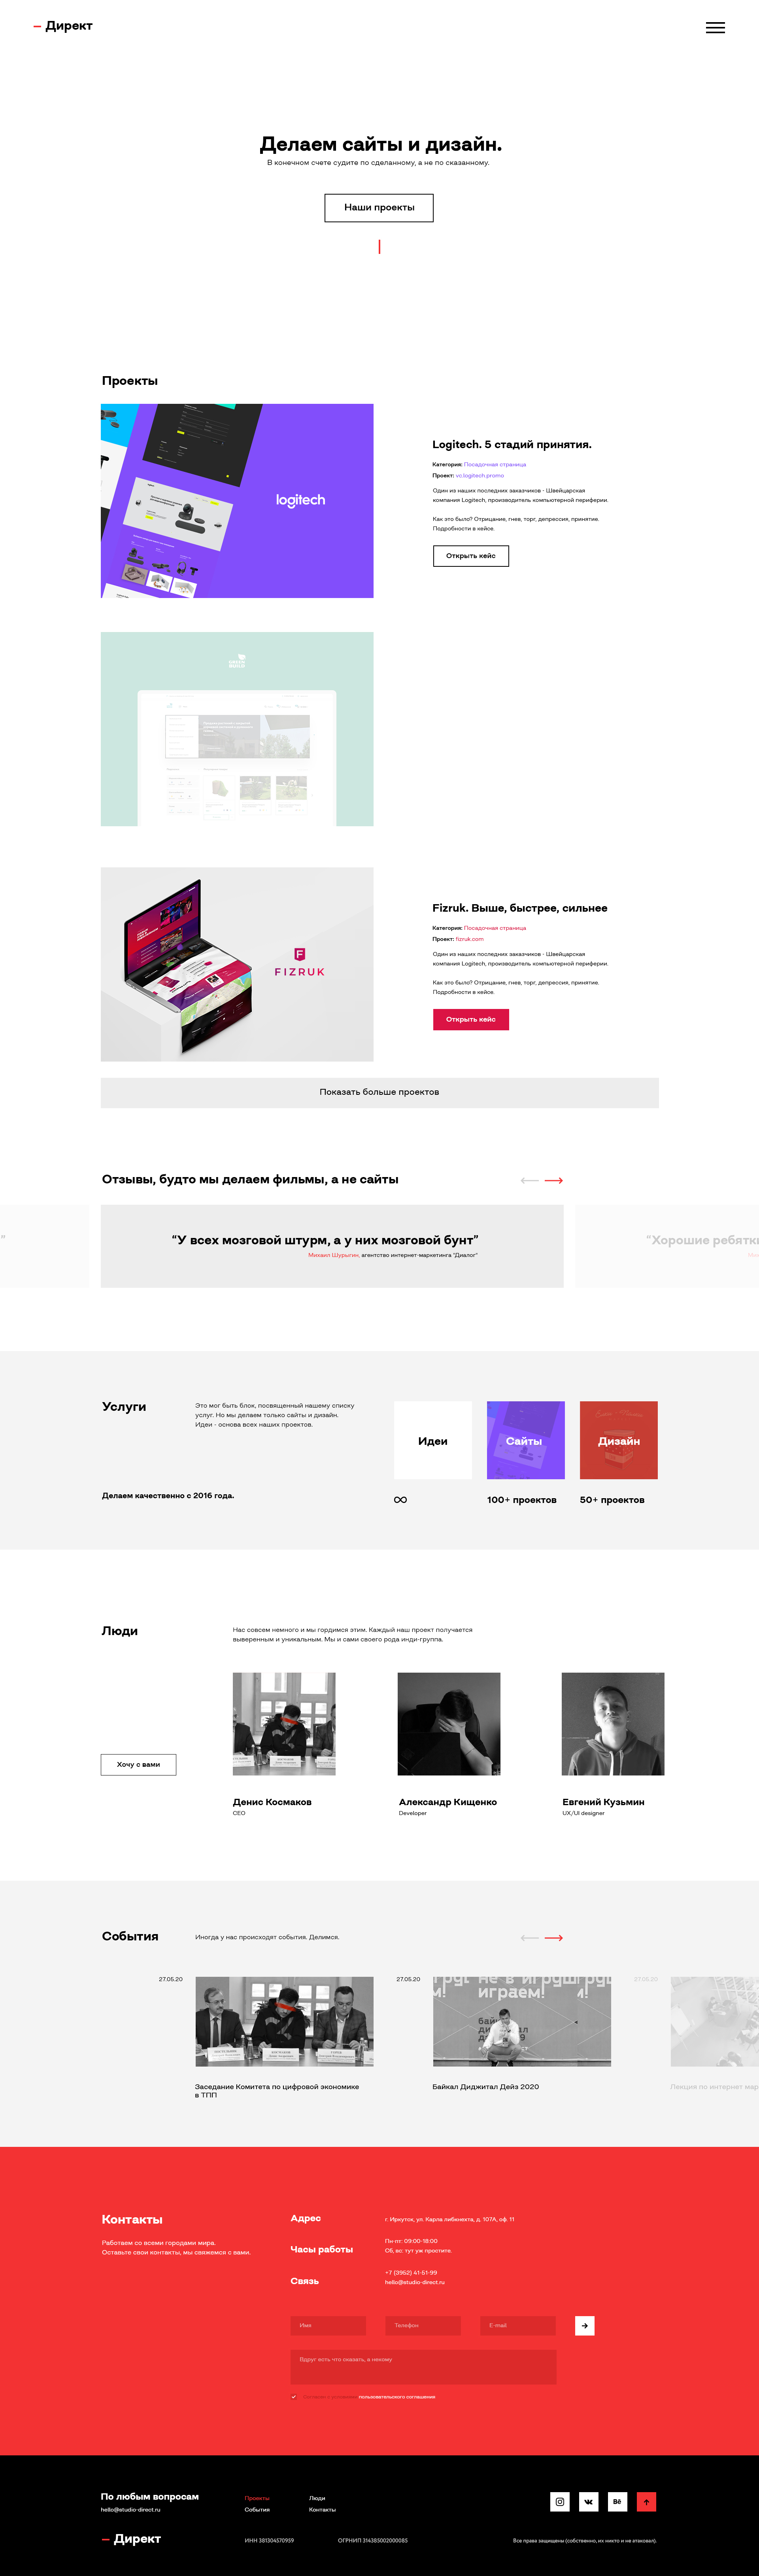 Директ
Делаем сайты и дизайн.
В конечном счете судите по сделанному, а не по сказанному.
Наши проекты
Проекты
logitech
Logitech. 5 стадий принятия.
Категория: Посадочная страница
Проект: vc.logitech.promo
Один из наших последних заказчиков - Швейцарская
компания Logitech, производитель компьютерной периферии.
Как это было? Отрицание, гнев, торг, депрессия, принятие.
Подробности в кейсе.
Открыть кейс
FIZRUK
Fizruk. Выше, быстрее, сильнее
Категория: Посадочная страница
Проект: fizruk.com
Один из наших последних заказчиков - Швейцарская
компания Logitech, производитель компьютерной периферии.
Как это было? Отрицание, гнев, торг, депрессия, принятие.
Подробности в кейсе.
Открыть кейс
Показать больше проектов
Отзывы, будто мы делаем фильмы, а не сайты
“У всех мозговой штурм, а у них мозговой бунт”
Михаил Шурыгин, агентство интернет-маркетинга "Диалог"
“Хорошие ребятки
Услуги
Это мог быть блок, посвященный нашему списку
услуг. Но мы делаем только сайты и дизайн.
Идеи - основа всех наших проектов.
Делаем качественно с 2016 года.
Идеи
Сайты
Дизайн
∞
100+ проектов
50+ проектов
Люди
Нас совсем немного и мы гордимся этим. Каждый наш проект получается
выверенным и уникальным. Мы и сами своего рода инди-группа.
Хочу с вами
Денис Космаков
CEO
Александр Кищенко
Developer
Евгений Кузьмин
UX/UI designer
События
Иногда у нас происходят события. Делимся.
27.05.20
Заседание Комитета по цифровой экономике
в ТПП
27.05.20
играем!
Байкал Диджитал Дейз 2020
27.05.20
Лекция по интернет мар
Контакты
Работаем со всеми городами мира.
Оставьте свои контакты, мы свяжемся с вами.
Адрес
г. Иркутск, ул. Карла либкнехта, д. 107А, оф. 11
Часы работы
Пн-пт: 09:00-18:00
Сб, вс: тут уж простите.
Связь
+7 (3952) 41-51-99
hello@studio-direct.ru
Имя
Телефон
E-mail
Вдруг есть что сказать, а некому
Согласен с условиями пользовательского соглашения
По любым вопросам
hello@studio-direct.ru
Проекты
События
Люди
Контакты
Bē
Директ
ИНН 381304570959
ОГРНИП 314385002000085
Все права защищены (собственно, их никто и не атаковал).